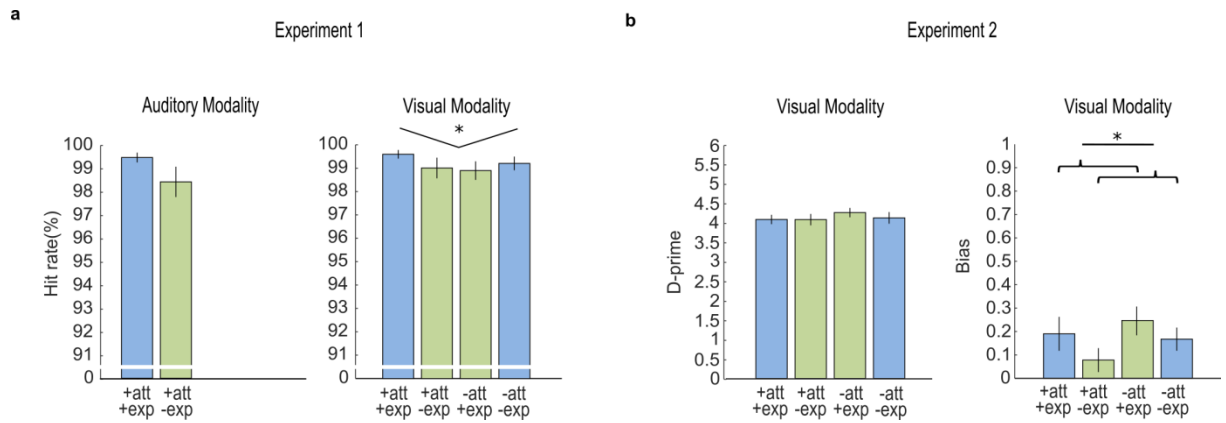 a
Experiment 1
Auditory Modality
Hit rate(%)
100
99
98
97
96
95
94
93
92
91
0
+att +att
+exp -exp
Visual Modality
*
100
99
98
97
96
95
94
93
92
91
0
+att +att -att -att
+exp -exp +exp -exp
b
Experiment 2
Visual Modality
D-prime
6
5.5
5
4.5
4
3.5
3
2.5
2
1.5
1
0.5
0
+att +att -att -att
+exp -exp +exp -exp
Visual Modality
*
Bias
1
0.9
0.8
0.7
0.6
0.5
0.4
0.3
0.2
0.1
0
+att +att -att -att
+exp -exp +exp -exp